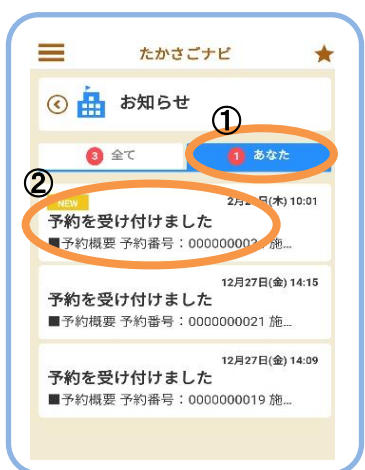 たかさごナビ
お知らせ
①
3 全て
1 あなた
②
NEW
(木) 10:01
予約を受け付けました
■予約概要 予約番号：000000002 施...
12月27日(金) 14:15
予約を受け付けました
■予約概要 予約番号：0000000021 施...
12月27日(金) 14:09
予約を受け付けました
■予約概要 予約番号：0000000019 施...